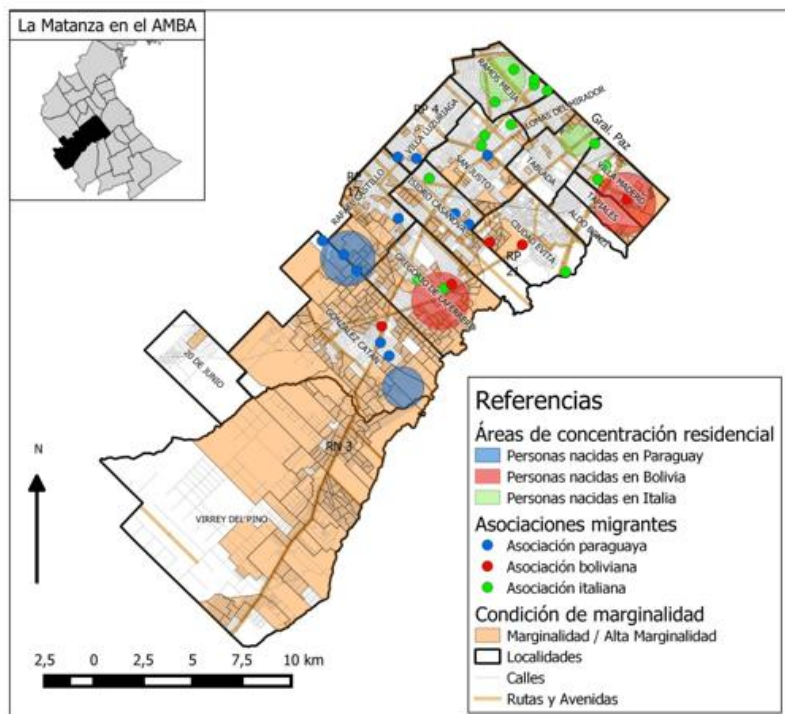 La Matanza en el AMBA
RAMOS MEJIA
LOMAS DEL MIRADOR
Gral. Paz
RP 4
VILLA LUZURIAGA
SAN JUSTO
TABLADA
VILLA MADERO
TAPIALES
ALDO BONZI
RP
17
RAFAEL CASTILLO
ISIDRO CASANOVA
CIUDAD EVITA
RP
21
GREGORIO DE LAFERRERE
GONZALEZ CATAN
20 DE JUNIO
RN 3
VIRREY DEL PINO
N
2,5 0 2,5 5 7,5 10 km
Referencias
Áreas de concentración residencial
Personas nacidas en Paraguay
Personas nacidas en Bolivia
Personas nacidas en Italia
Asociaciones migrantes
Asociación paraguaya
Asociación boliviana
Asociación italiana
Condición de marginalidad
Marginalidad / Alta Marginalidad
Localidades
Calles
Rutas y Avenidas